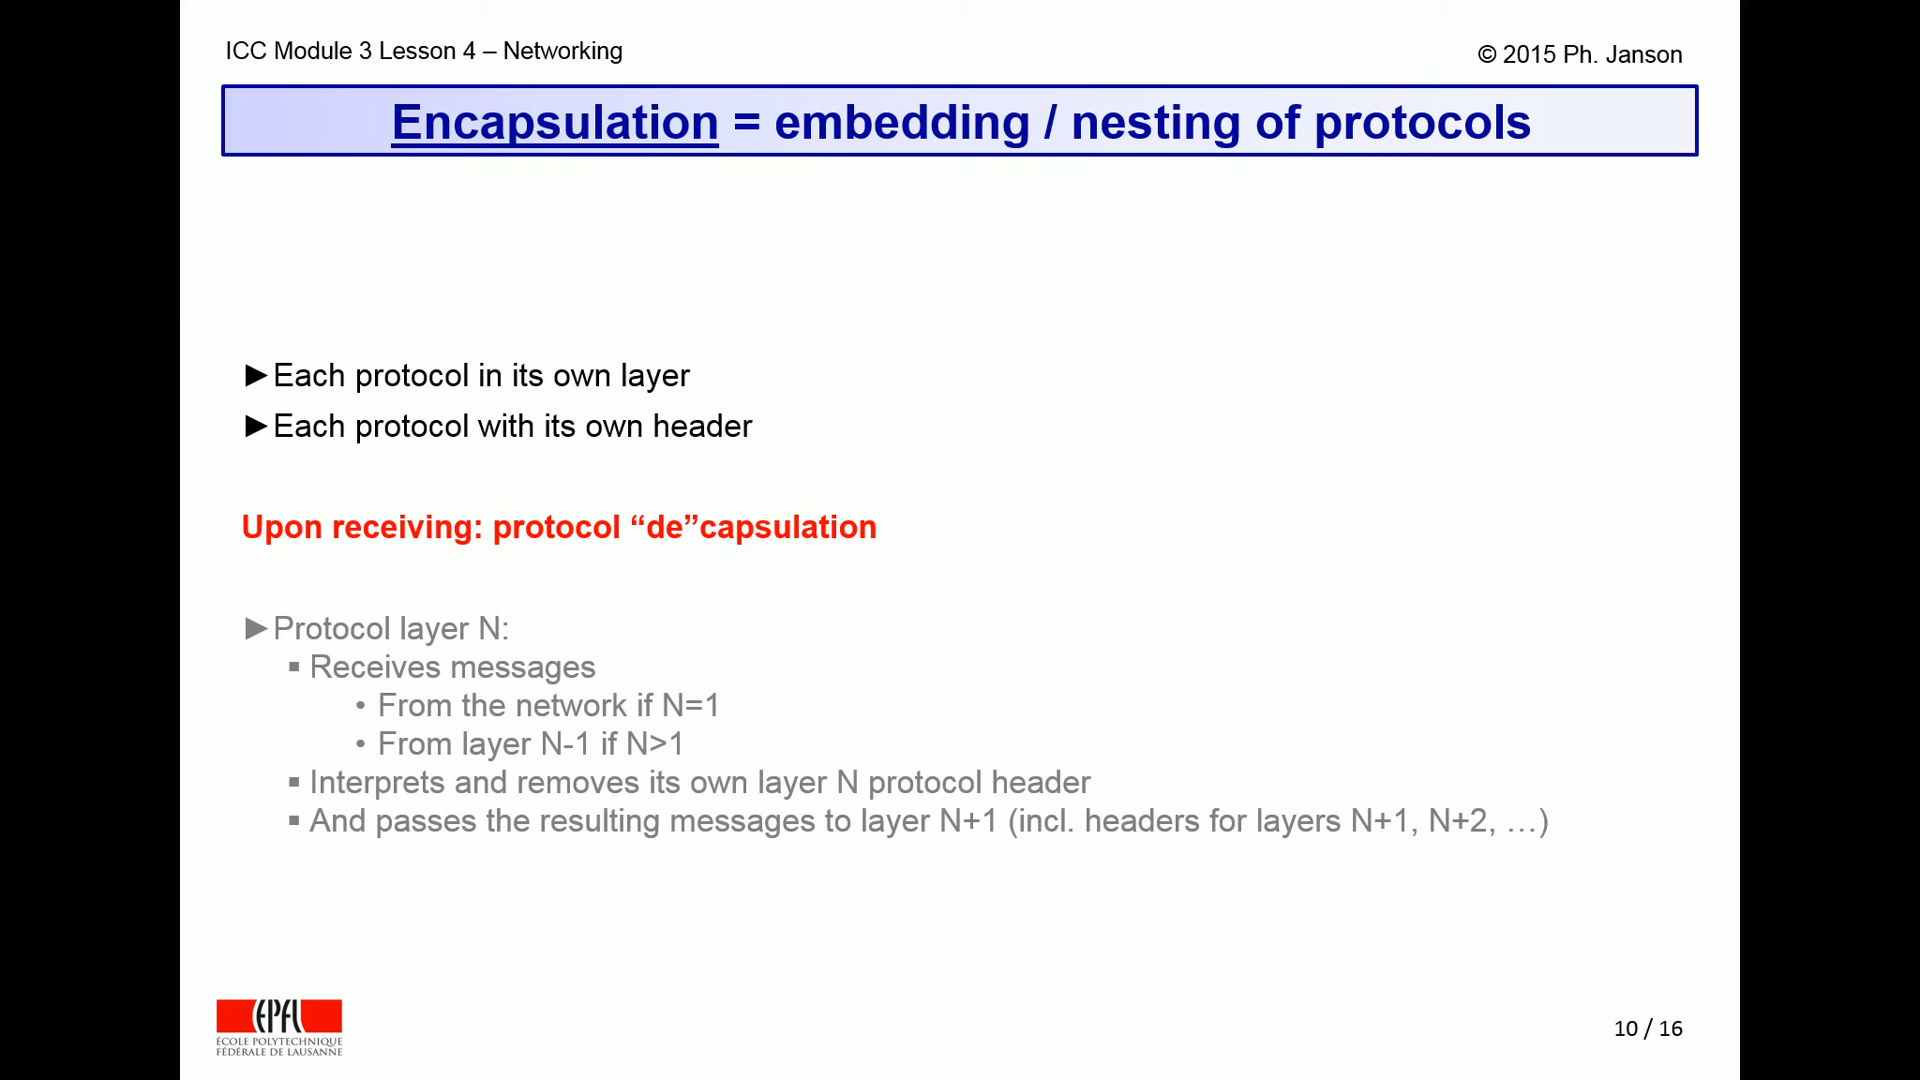 ICC Module 3 Lesson 4 – Networking
© 2015 Ph. Janson
Encapsulation = embedding / nesting of protocols
►Each protocol in its own layer
►Each protocol with its own header
Upon receiving: protocol “de”capsulation
►Protocol layer N:
▪ Receives messages
• From the network if N=1
• From layer N-1 if N>1
▪ Interprets and removes its own layer N protocol header
▪ And passes the resulting messages to layer N+1 (incl. headers for layers N+1, N+2, …)
EPFL
ÉCOLE POLYTECHNIQUE
FÉDÉRALE DE LAUSANNE
10 / 16